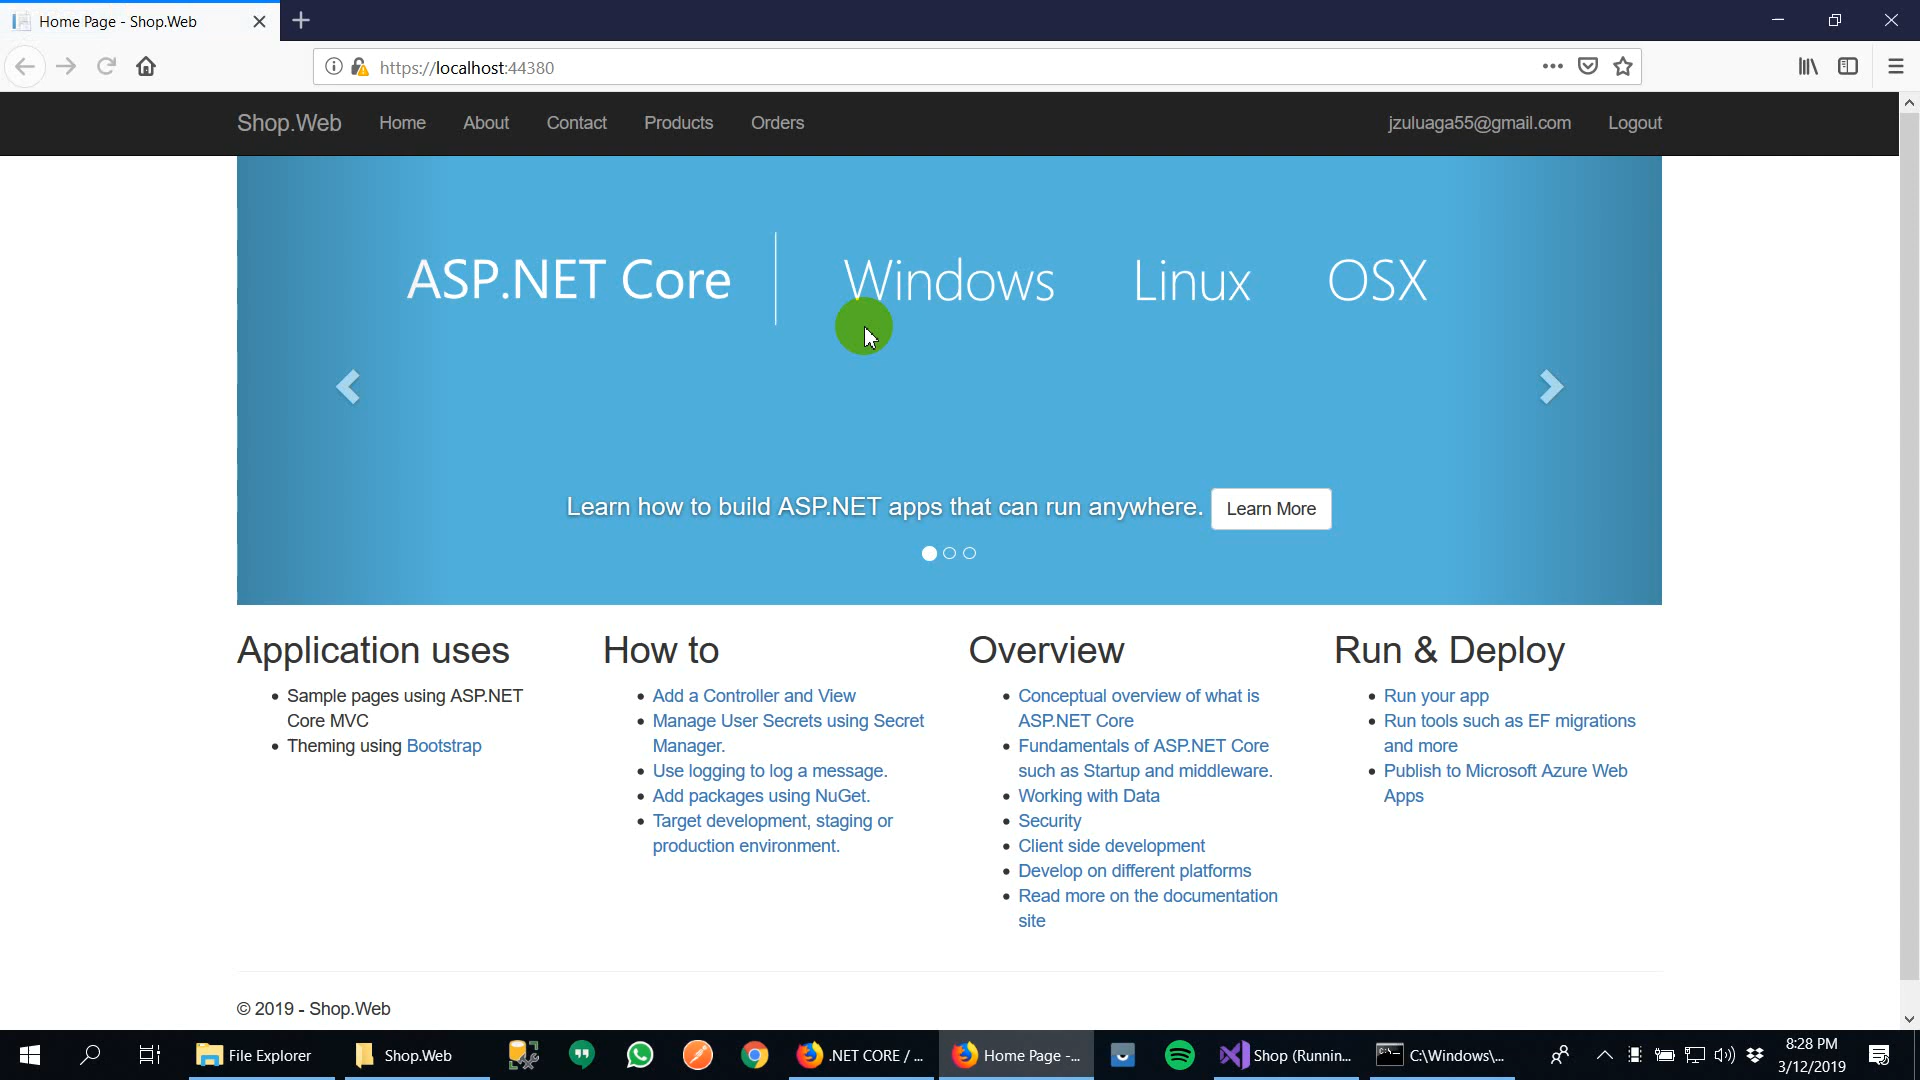 Home Page - Shop.Web
https://localhost:44380
Shop.Web Home About Contact Products Orders jzuluaga55@gmail.com Logout
ASP.NET Core Windows Linux OSX
Learn how to build ASP.NET apps that can run anywhere. Learn More
Application uses
Sample pages using ASP.NET
Core MVC
Theming using Bootstrap
How to
Add a Controller and View
Manage User Secrets using Secret
Manager.
Use logging to log a message.
Add packages using NuGet.
Target development, staging or
production environment.
Overview
Conceptual overview of what is
ASP.NET Core
Fundamentals of ASP.NET Core
such as Startup and middleware.
Working with Data
Security
Client side development
Develop on different platforms
Read more on the documentation
site
Run & Deploy
Run your app
Run tools such as EF migrations
and more
Publish to Microsoft Azure Web
Apps
© 2019 - Shop.Web
File Explorer Shop.Web .NET CORE / ... Home Page -... Shop (Runnin... C:\Windows\...
8:28 PM
3/12/2019